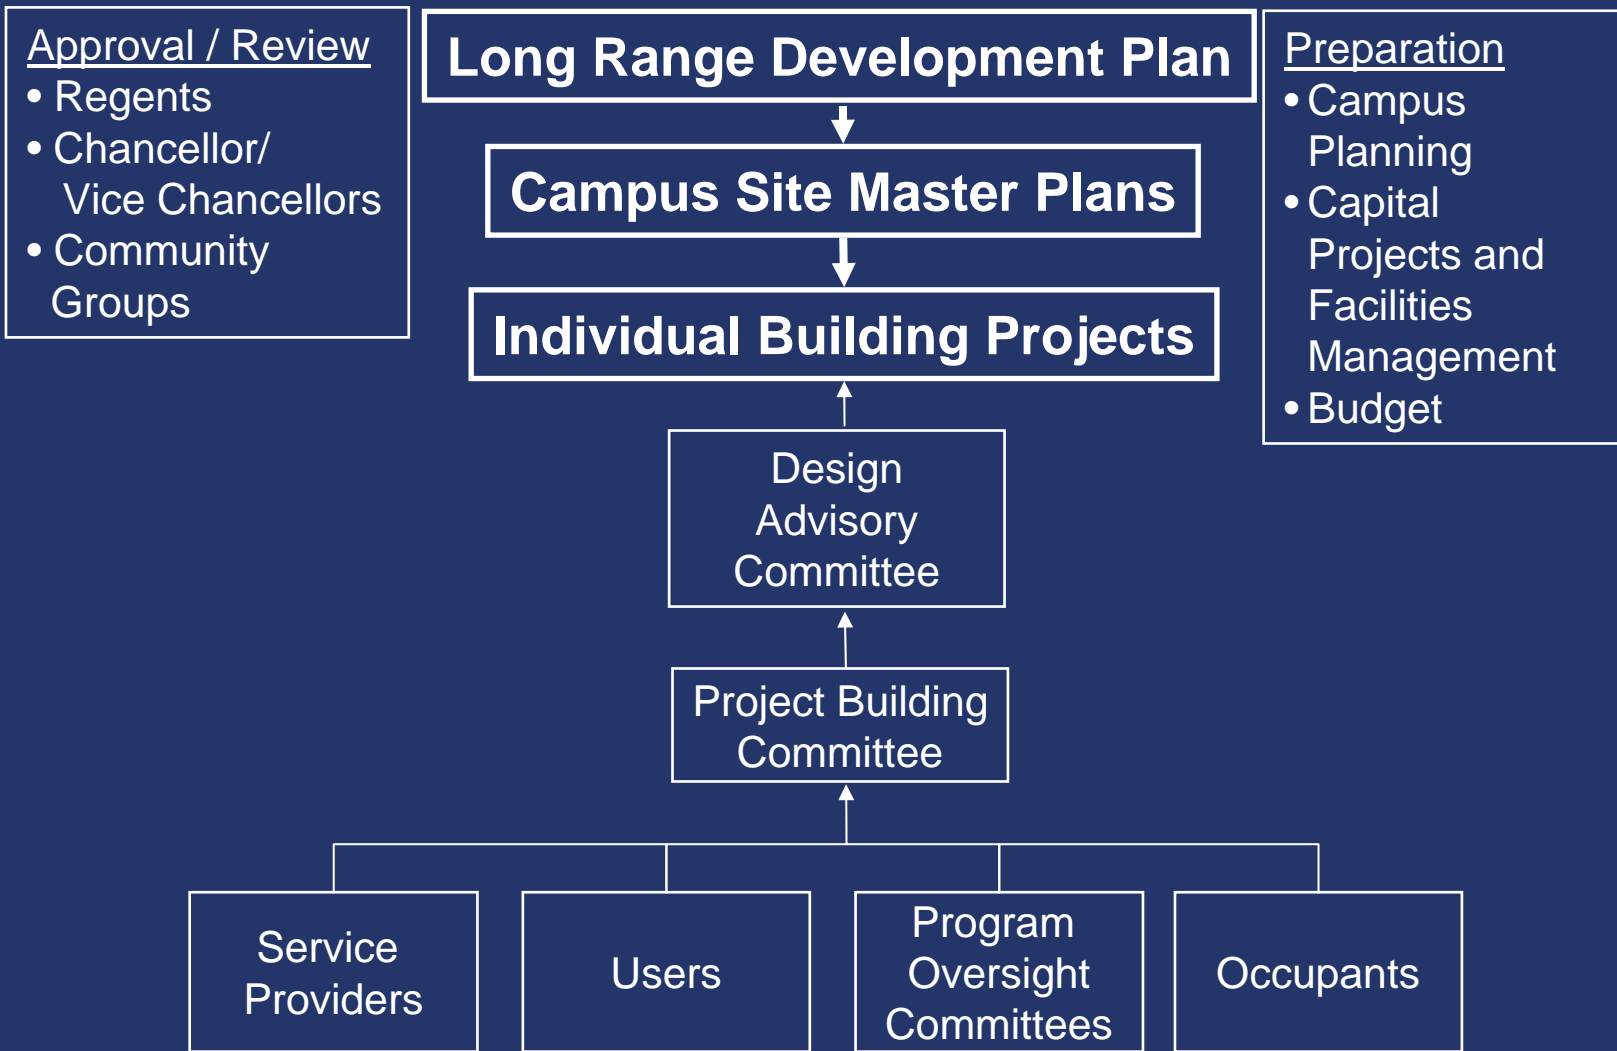 Approval / Review
• Regents
• Chancellor/
Vice Chancellors
• Community
Groups
Long Range Development Plan
Campus Site Master Plans
Individual Building Projects
Preparation
• Campus
Planning
• Capital
Projects and
Facilities
Management
• Budget
Design
Advisory
Committee
Project Building
Committee
Service
Providers
Users
Program
Oversight
Committees
Occupants